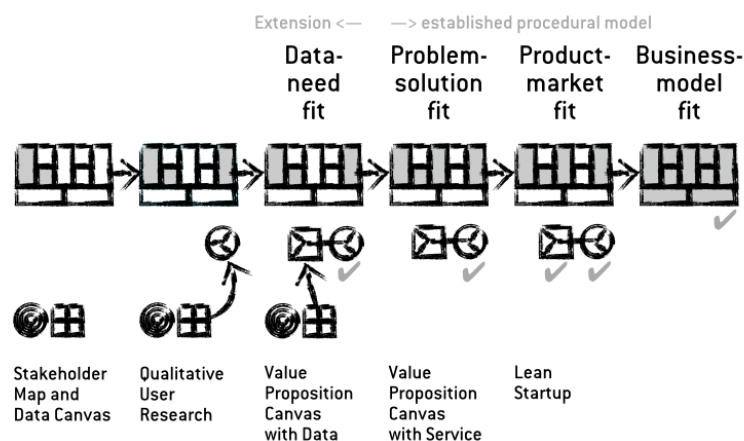 Extension <— —> established procedural model
Data-
need
fit
Problem-
solution
fit
Product-
market
fit
Business-
model
fit
Stakeholder
Map and
Data Canvas
Qualitative
User
Research
Value
Proposition
Canvas
with Data
Value
Proposition
Canvas
with Service
Lean
Startup